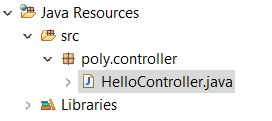 Java Resources
src
poly.controller
HelloController.java
Libraries